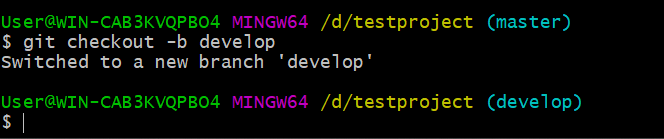 User@WIN-CAB3KVQPBO4 MINGW64 /d/testproject (master)
$ git checkout -b develop
Switched to a new branch 'develop'
User@WIN-CAB3KVQPBO4 MINGW64 /d/testproject (develop)
$